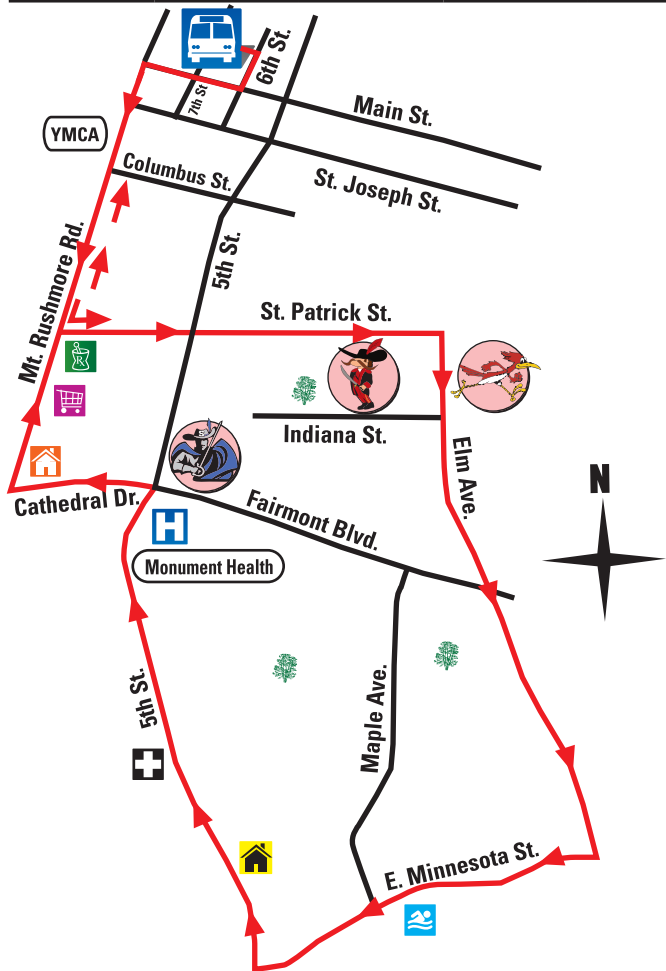 6th St.
7th St
Main St.
YMCA
St. Joseph St.
Columbus St.
5th St.
Mt. Rushmore Rd.
St. Patrick St.
R
Indiana St.
Elm Ave.
Cathedral Dr.
Fairmont Blvd.
N
H
Monument Health
5th St.
Maple Ave.
E. Minnesota St.